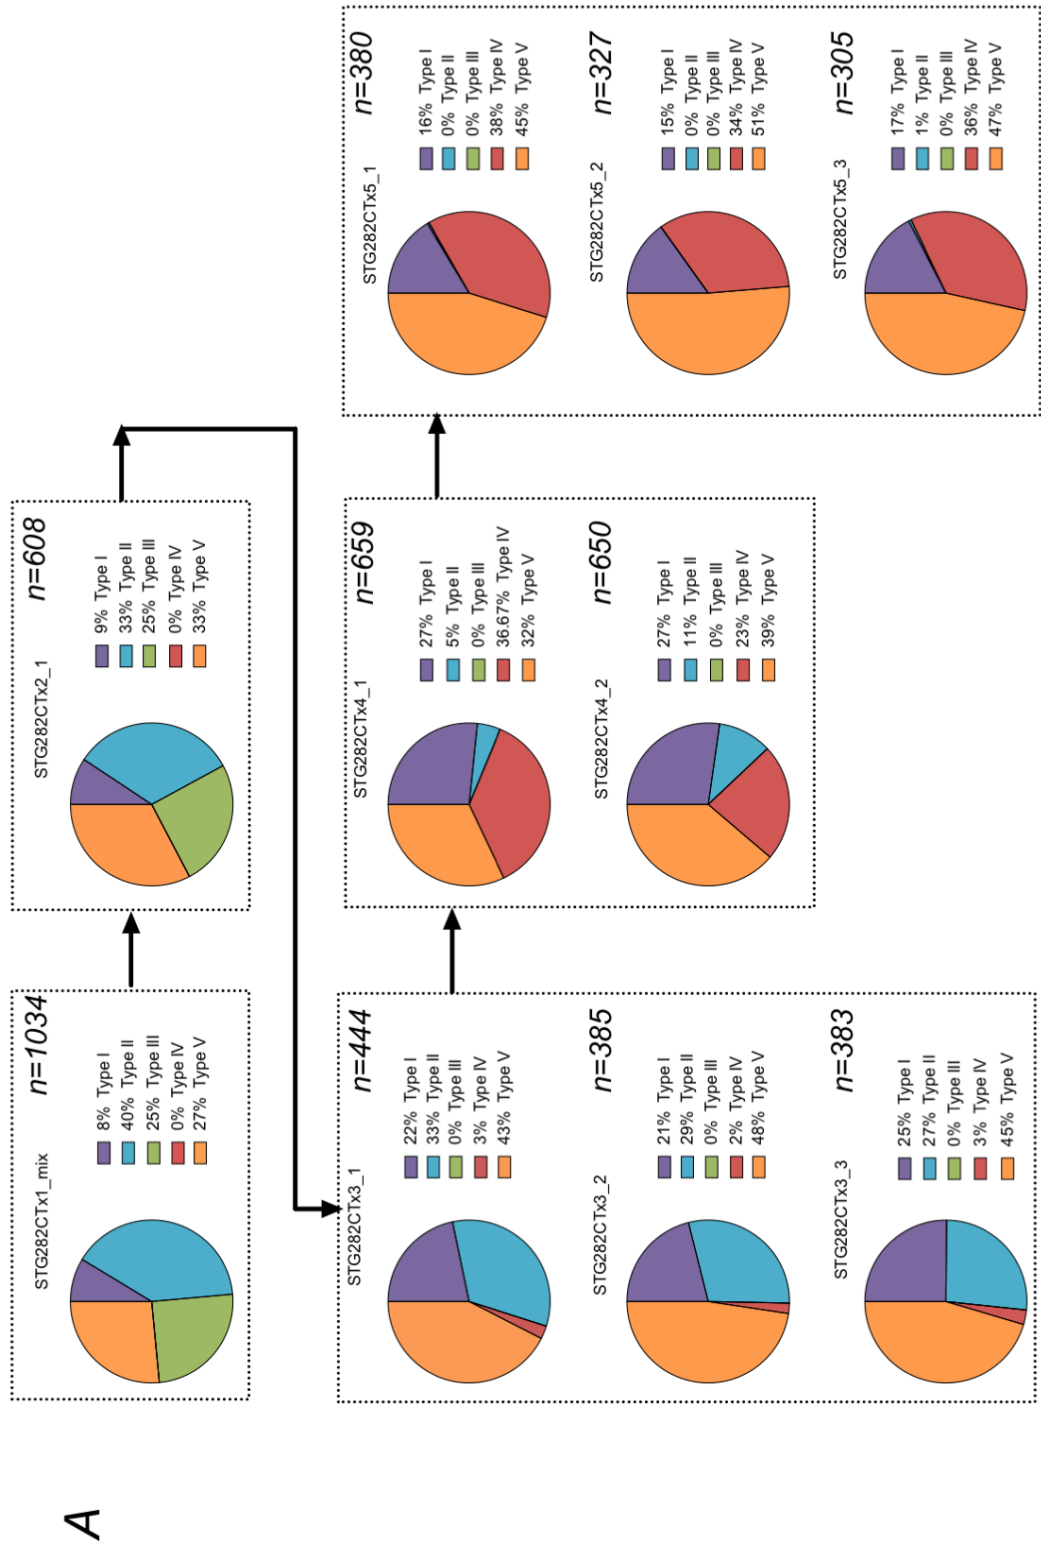 A
STG282CTx1_mix
n=1034
8% Type I
40% Type II
25% Type III
0% Type IV
27% Type V
STG282CTx2_1
n=608
9% Type I
33% Type II
25% Type III
0% Type IV
33% Type V
STG282CTx3_1
n=444
22% Type I
33% Type II
0% Type III
3% Type IV
43% Type V
STG282CTx3_2
n=385
21% Type I
29% Type II
0% Type III
2% Type IV
48% Type V
STG282CTx3_3
n=383
25% Type I
27% Type II
0% Type III
3% Type IV
45% Type V
STG282CTx4_1
n=659
27% Type I
5% Type II
0% Type III
36.67% Type IV
32% Type V
STG282CTx4_2
n=650
27% Type I
11% Type II
0% Type III
23% Type IV
39% Type V
STG282CTx5_1
n=380
16% Type I
0% Type II
0% Type III
38% Type IV
45% Type V
STG282CTx5_2
n=327
15% Type I
0% Type II
0% Type III
34% Type IV
51% Type V
STG282CTx5_3
n=305
17% Type I
1% Type II
0% Type III
36% Type IV
47% Type V